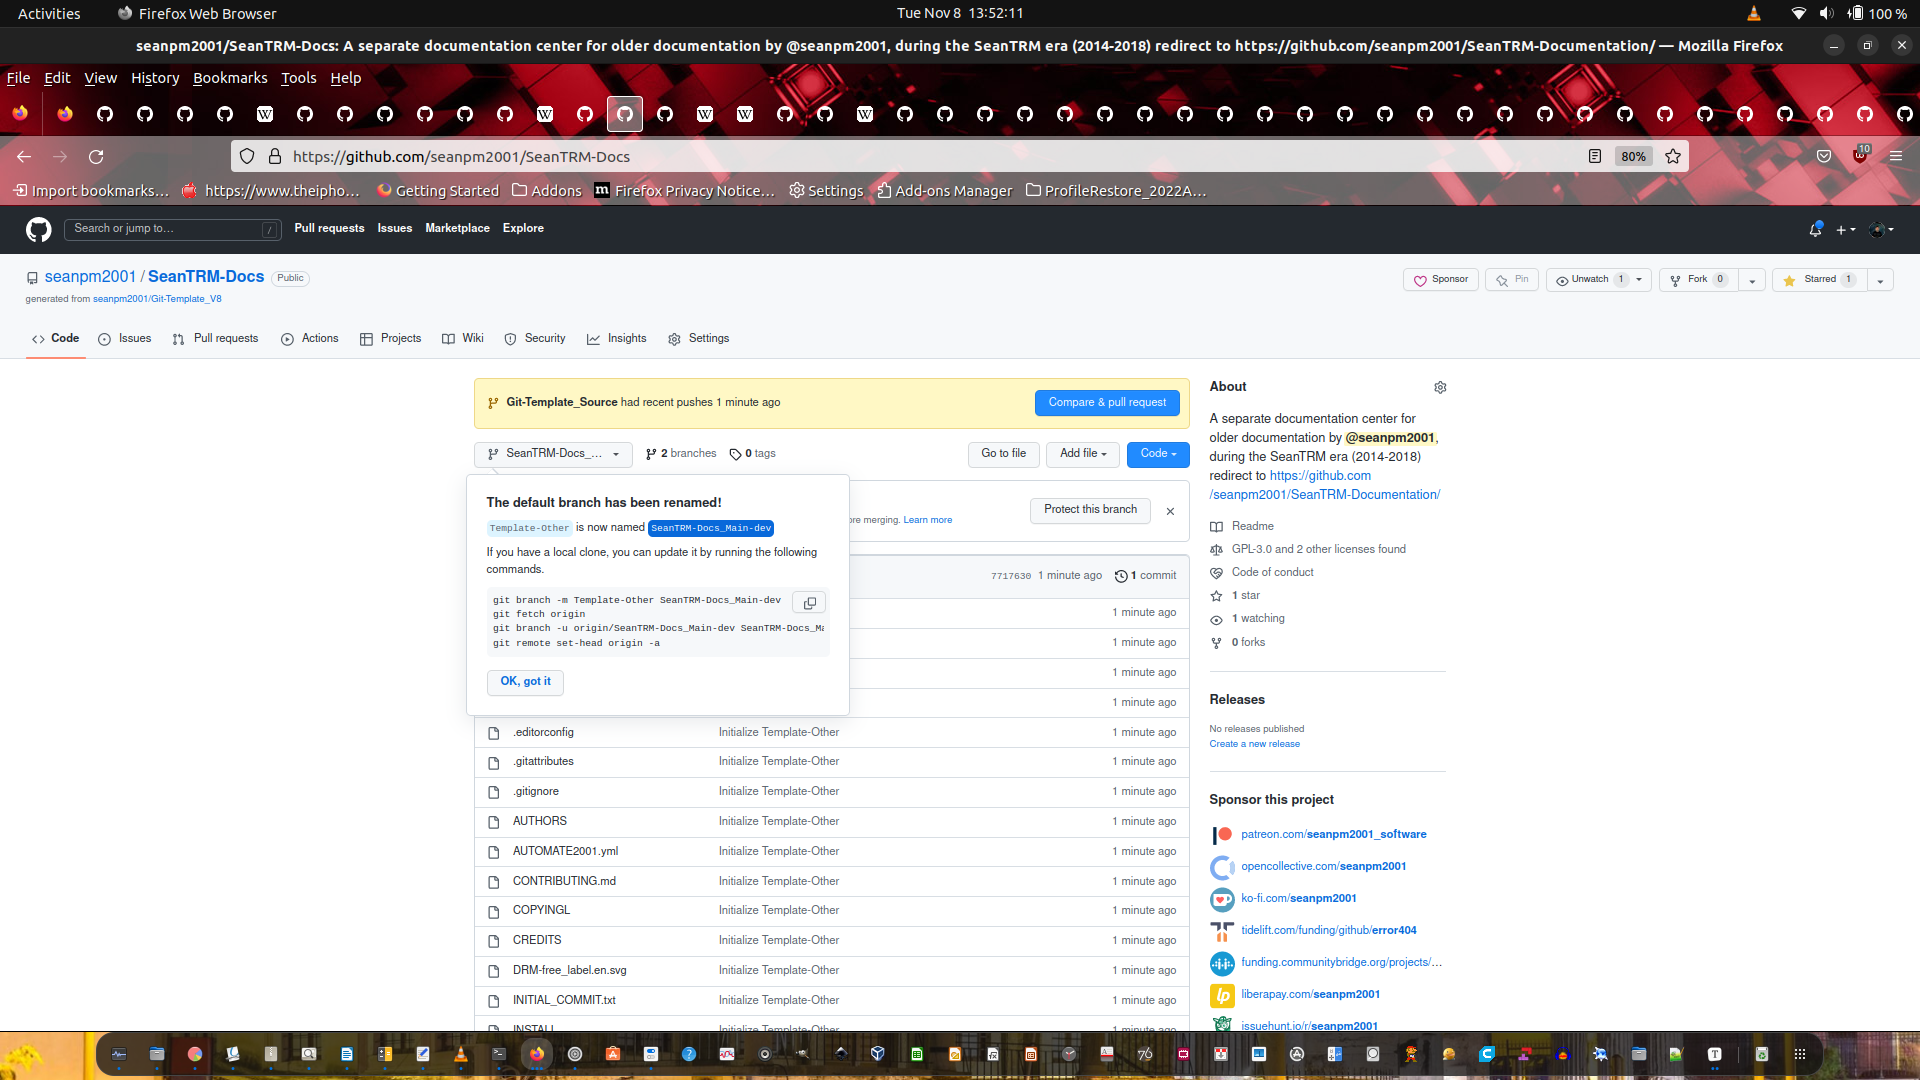 Activities
Firefox Web Browser
Tue Nov 8 13:52:11
100 %
seanpm2001/SeanTRM-Docs: A separate documentation center for older documentation by @seanpm2001, during the SeanTRM era (2014-2018) redirect to https://github.com/seanpm2001/SeanTRM-Documentation/ — Mozilla Firefox
File Edit View History Bookmarks Tools Help
https://github.com/seanpm2001/SeanTRM-Docs
80%
10
Import bookmarks…
https://www.theipho…
Getting Started
Addons
Firefox Privacy Notice…
Settings
Add-ons Manager
ProfileRestore_2022A…
Search or jump to…
/
Pull requests Issues Marketplace Explore
seanpm2001 / SeanTRM-Docs Public
generated from seanpm2001/Git-Template_V8
Sponsor
Pin
Unwatch 1
Fork 0
Starred 1
Code
Issues
Pull requests
Actions
Projects
Wiki
Security
Insights
Settings
Git-Template_Source had recent pushes 1 minute ago
Compare & pull request
SeanTRM-Docs_...
2 branches
0 tags
Go to file
Add file
Code
The default branch has been renamed!
Template-Other is now named SeanTRM-Docs_Main-dev
If you have a local clone, you can update it by running the following
commands.
git branch -m Template-Other SeanTRM-Docs_Main-dev
git fetch origin
git branch -u origin/SeanTRM-Docs_Main-dev SeanTRM-Docs_Ma
git remote set-head origin -a
OK, got it
ore merging. Learn more
Protect this branch
7717630 1 minute ago 1 commit
1 minute ago
1 minute ago
1 minute ago
1 minute ago
.editorconfig Initialize Template-Other 1 minute ago
.gitattributes Initialize Template-Other 1 minute ago
.gitignore Initialize Template-Other 1 minute ago
AUTHORS Initialize Template-Other 1 minute ago
AUTOMATE2001.yml Initialize Template-Other 1 minute ago
CONTRIBUTING.md Initialize Template-Other 1 minute ago
COPYINGL Initialize Template-Other 1 minute ago
CREDITS Initialize Template-Other 1 minute ago
DRM-free_label.en.svg Initialize Template-Other 1 minute ago
INITIAL_COMMIT.txt Initialize Template-Other 1 minute ago
INSTALL Initialize Template-Other 1 minute ago
About
A separate documentation center for
older documentation by @seanpm2001,
during the SeanTRM era (2014-2018)
redirect to https://github.com
/seanpm2001/SeanTRM-Documentation/
Readme
GPL-3.0 and 2 other licenses found
Code of conduct
1 star
1 watching
0 forks
Releases
No releases published
Create a new release
Sponsor this project
patreon.com/seanpm2001_software
opencollective.com/seanpm2001
ko-fi.com/seanpm2001
tidelift.com/funding/github/error404
funding.communitybridge.org/projects/…
liberapay.com/seanpm2001
issuehunt.io/r/seanpm2001